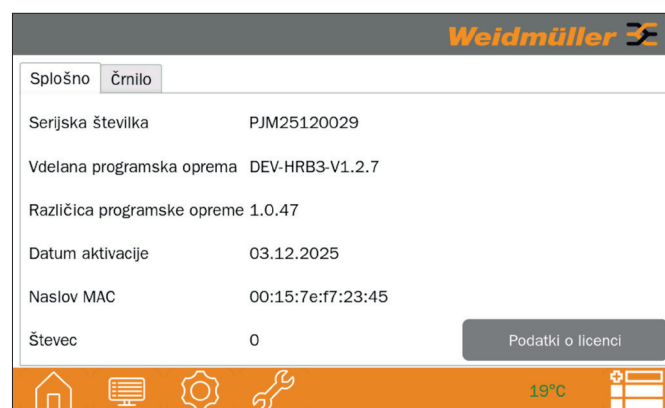 Weidmüller
Splošno Črnilo
Serijska številka PJM25120029
Vdelana programska oprema DEV-HRB3-V1.2.7
Različica programske opreme 1.0.47
Datum aktivacije 03.12.2025
Naslov MAC 00:15:7e:f7:23:45
Števec 0 Podatki o licenci
19°C